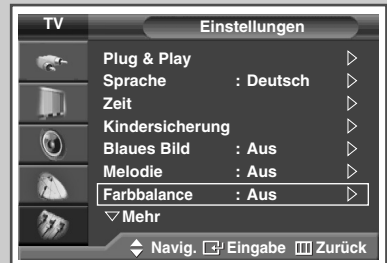 TV Einstellungen
Plug & Play
Sprache : Deutsch
Zeit
Kindersicherung
Blaues Bild : Aus
Melodie : Aus
Farbbalance : Aus
Mehr
Navig. Eingabe Zurück